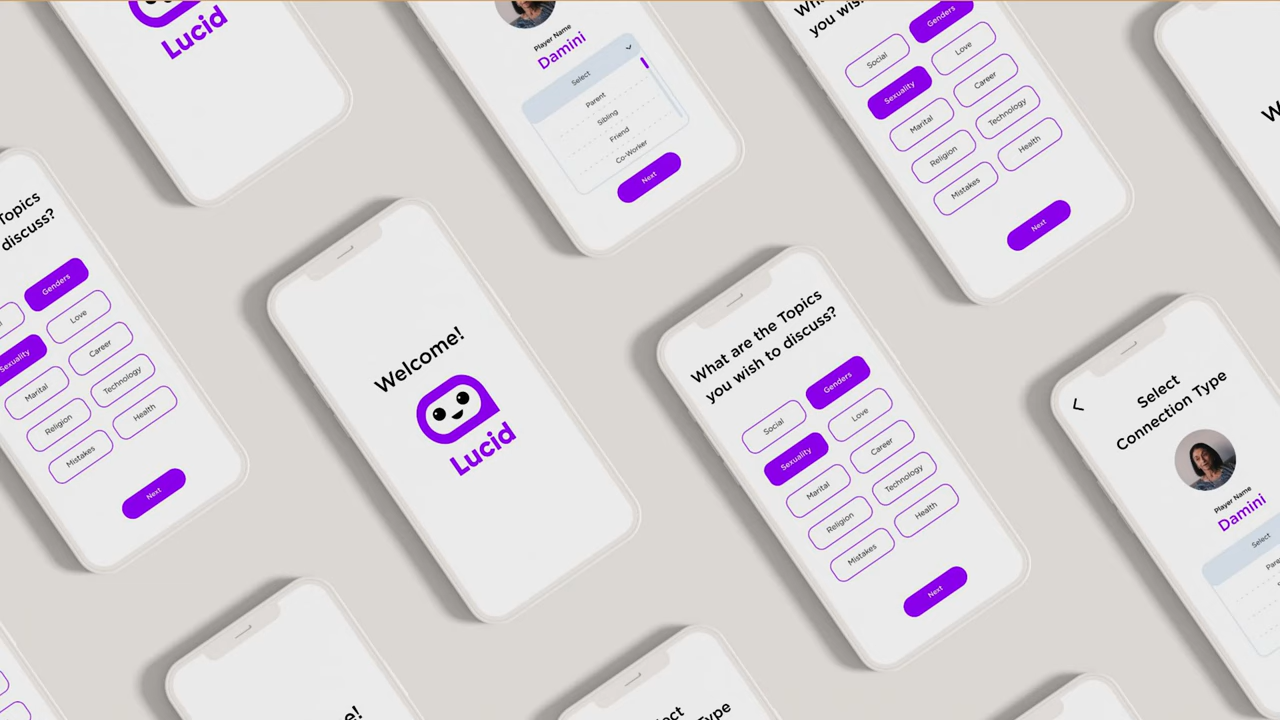 Lucid
Player Name
Damini
Select
Parent
Sibling
Friend
Co-Worker
Next
you
Genders
Social
Love
Sexuality
Career
Marital
Technology
Religion
Health
Mistakes
Next
Topics
discuss?
Genders
Love
Sexuality
Career
Marital
Technology
Religion
Health
Mistakes
Next
Welcome!
Lucid
What are the Topics
you wish to discuss?
Genders
Social
Love
Sexuality
Career
Marital
Technology
Religion
Health
Mistakes
Next
Select
Connection Type
Player Name
Damini
Select